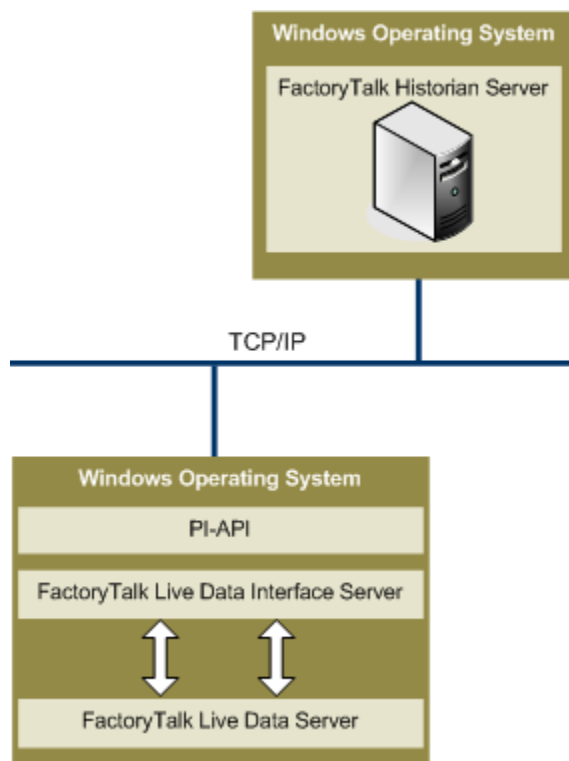 Windows Operating System
FactoryTalk Historian Server
TCP/IP
Windows Operating System
PI-API
FactoryTalk Live Data Interface Server
FactoryTalk Live Data Server